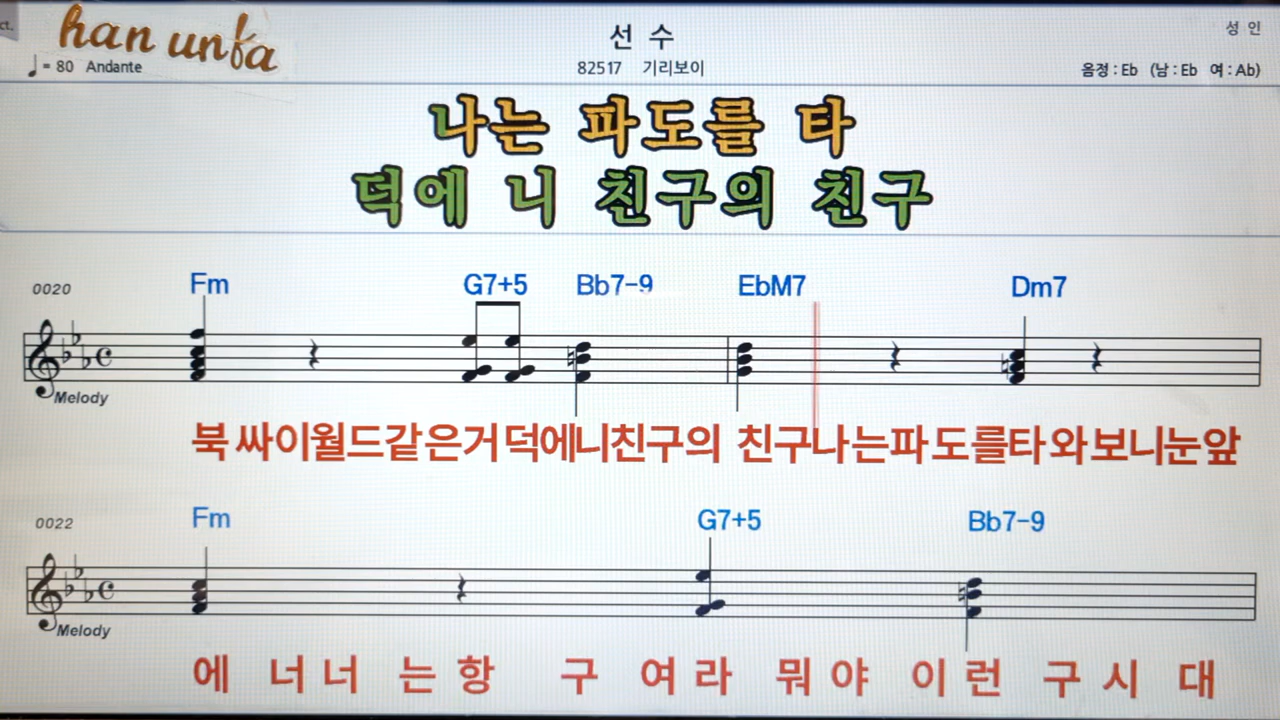 ct.
han unfa
♩= 80 Andante
선 수
82517 기리보이
성 인
음정 : Eb (남 : Eb 여 : Ab)
나는 파도를 타
덕에 니 친구의 친구
0020 Fm G7+5 Bb7-9 EbM7 Dm7
Melody
북 싸이월드같은거 덕에니친구의 친구나는파도를타와보니눈앞
0022 Fm G7+5 Bb7-9
Melody
에 너너 는항 구 여라 뭐야 이런 구시 대